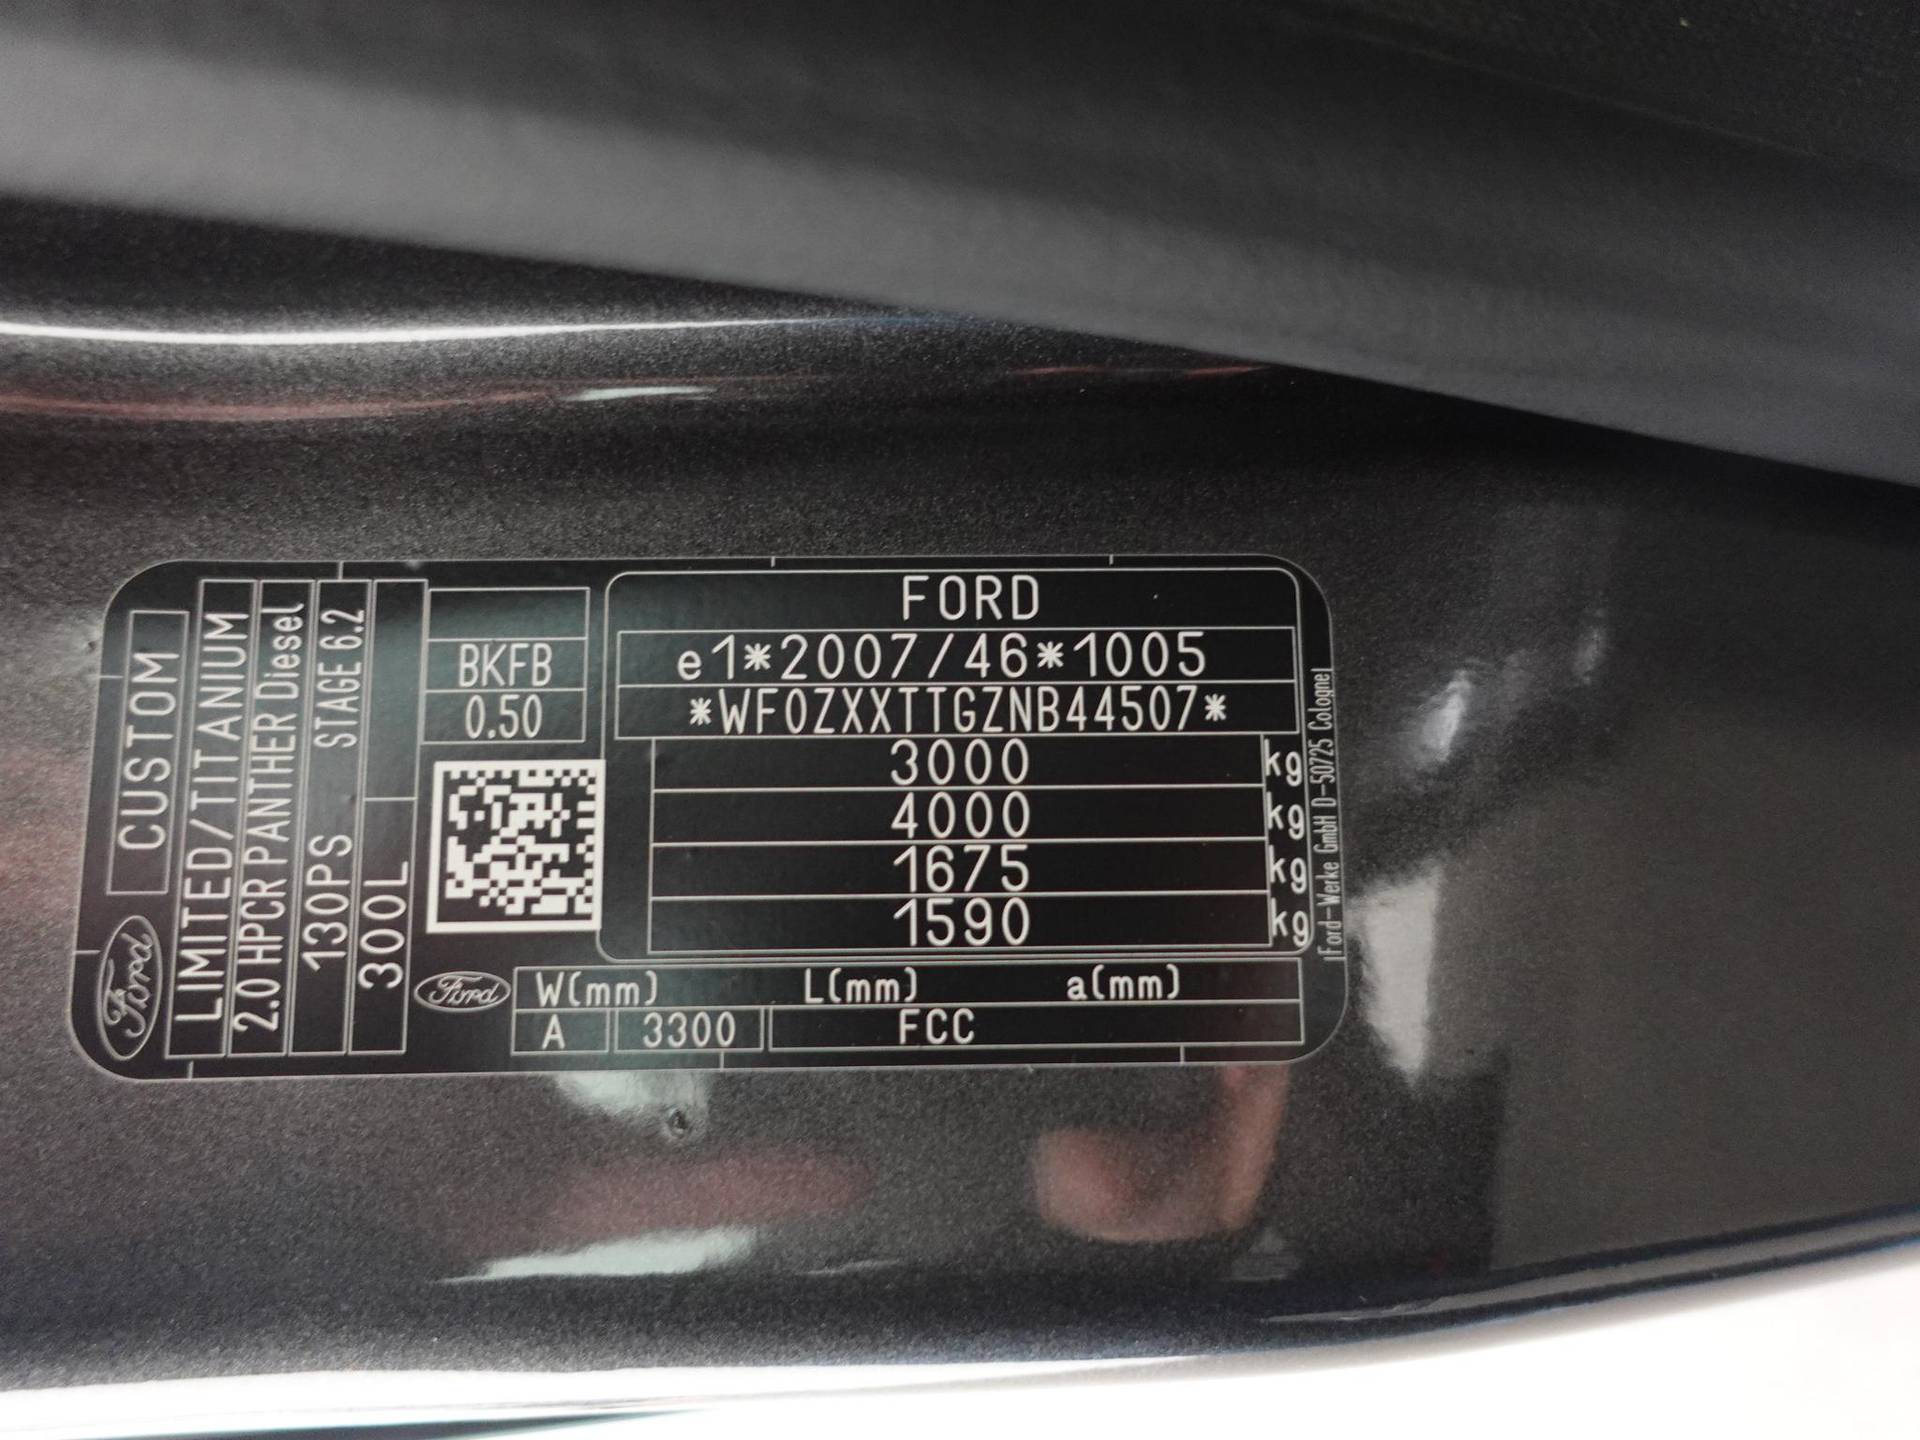 Ford
CUSTOM
LIMITED/TITANIUM
2.0 HPCR PANTHER Diesel
130PS STAGE 6.2
300L
BKFB
0.50
FORD
e1*2007/46*1005
*WF0ZXXTTGZNB44507*
3000 kg
4000 kg
1675 kg
1590 kg
Ford-Werke GmbH D-50725 Cologne
Ford
W(mm) L(mm) a(mm)
A 3300 FCC